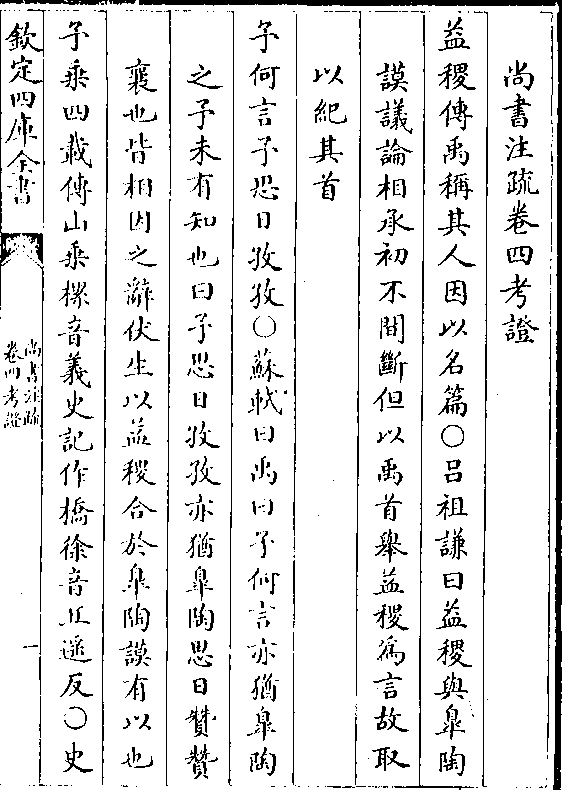 尚書注疏卷四考證
益稷傳禹稱其人因以名篇○呂祖謙曰益稷與臯陶
謨議論相承初不間斷但以禹首舉益稷爲言故取
以紀其首
予何言予思日孜孜○蘇軾曰禹曰予何言亦猶臯陶
之予未有知也曰予思日孜孜亦猶臯陶思日贊贊
襄也皆相因之辭伏生以益稷合於臯陶謨有以也
予乘四載傳山乘樏音義史記作橋徐音丘遥反○史
欽定四庫全書
尚書注疏
卷四考證
一